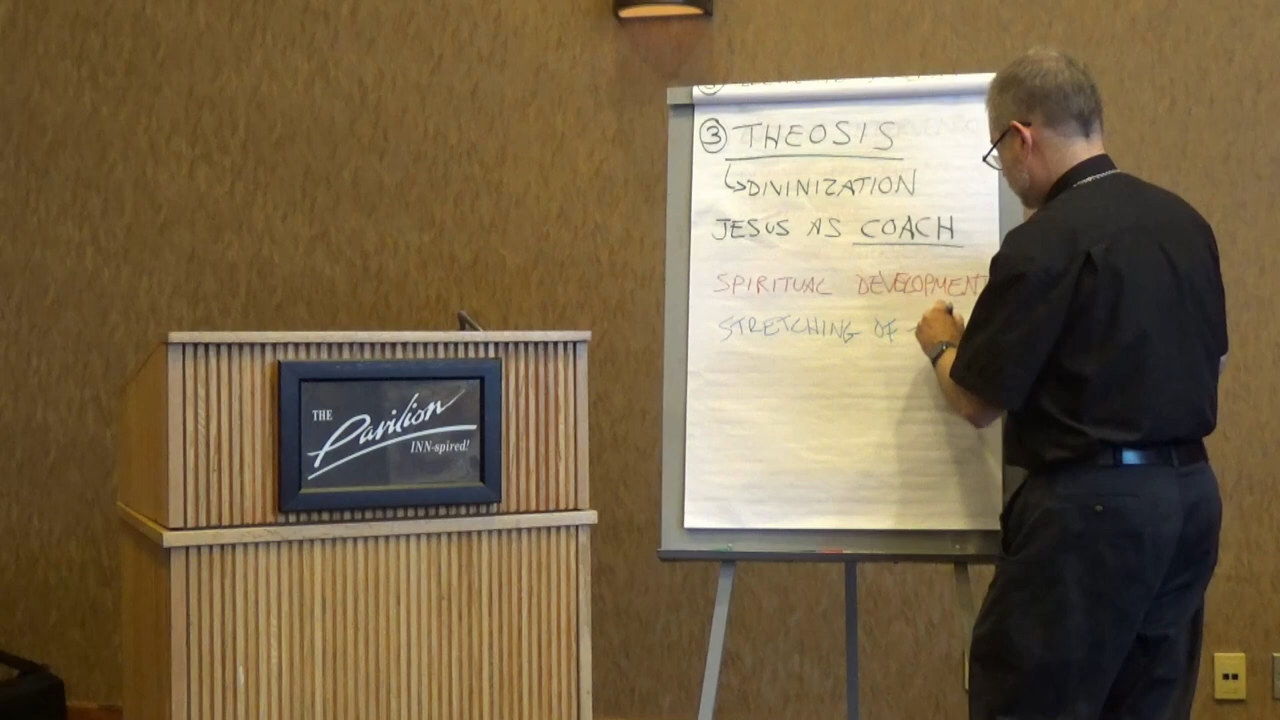 THE
Pavilion
INN-spired!
③ THEOSIS
↳DIVINIZATION
JESUS AS COACH
SPIRITUAL DEVELOPMENT
STRETCHING OF